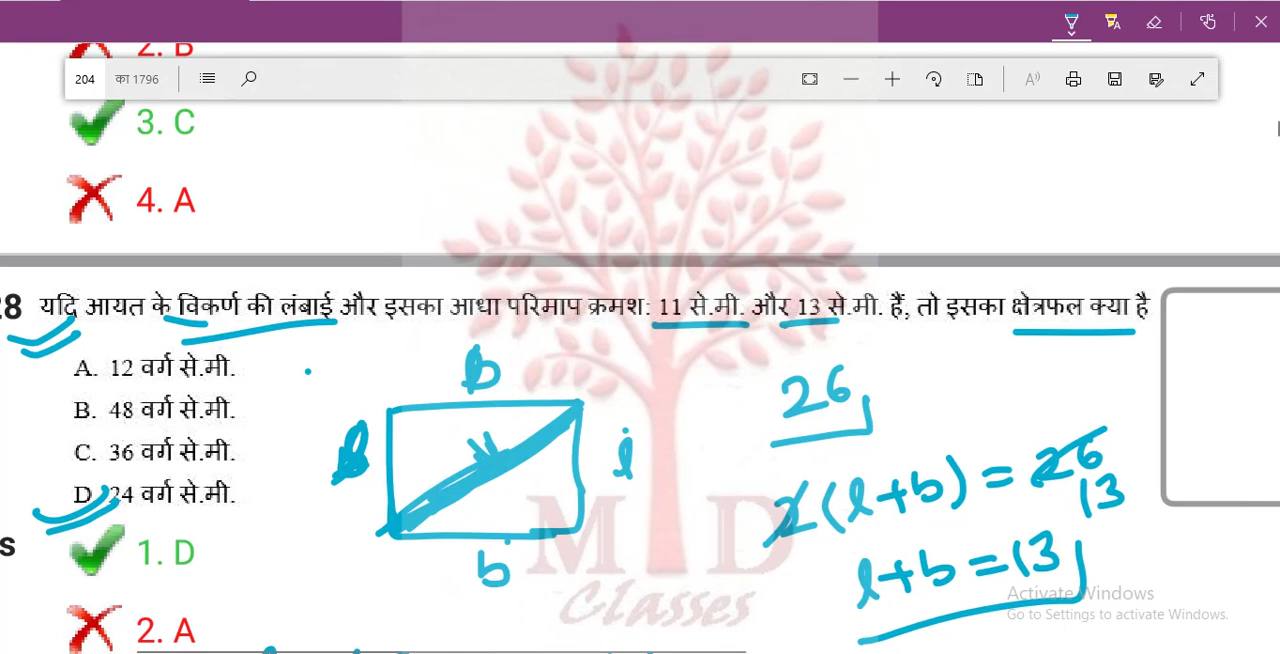 2. B
204 का 1796
3. C
4. A
28 यदि आयत के विकर्ण की लंबाई और इसका आधा परिमाप क्रमश: 11 से.मी. और 13 से.मी. हैं, तो इसका क्षेत्रफल क्या है
A. 12 वर्ग से.मी.
B. 48 वर्ग से.मी.
C. 36 वर्ग से.मी.
D. 24 वर्ग से.मी.
b
l
b
26
2(l+b) = 26
13
l+b = 13
M D
Classes
1. D
2. A
Activate Windows
Go to Settings to activate Windows.